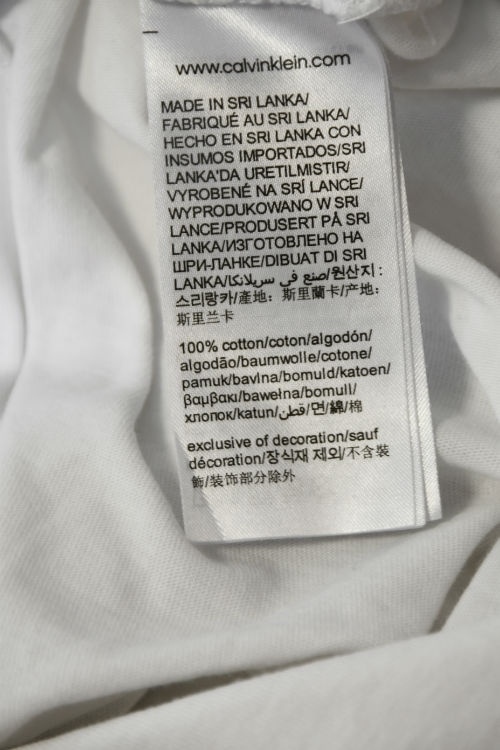 www.calvinklein.com
MADE IN SRI LANKA/
FABRIQUÉ AU SRI LANKA/
HECHO EN SRI LANKA CON
INSUMOS IMPORTADOS/SRI
LANKA'DA URETILMISTIR/
VYROBENÉ NA SRÍ LANCE/
WYPRODUKOWANO W SRI
LANCE/PRODUSERT PÅ SRI
LANKA/ИЗГОТОВЛЕНО НА
ШРИ-ЛАНКЕ/DIBUAT DI SRI
LANKA/صنع في سريلانكا/원산지 :
스리랑카/產地：斯里蘭卡/产地：
斯里兰卡
100% cotton/coton/algodón/
algodão/baumwolle/cotone/
pamuk/bavlna/bomuld/katoen/
βαμβακι/bawełna/bomull/
хлопок/katun/قطن/면/綿/棉
exclusive of decoration/sauf
décoration/장식재 제외/不含裝
飾/装饰部分除外